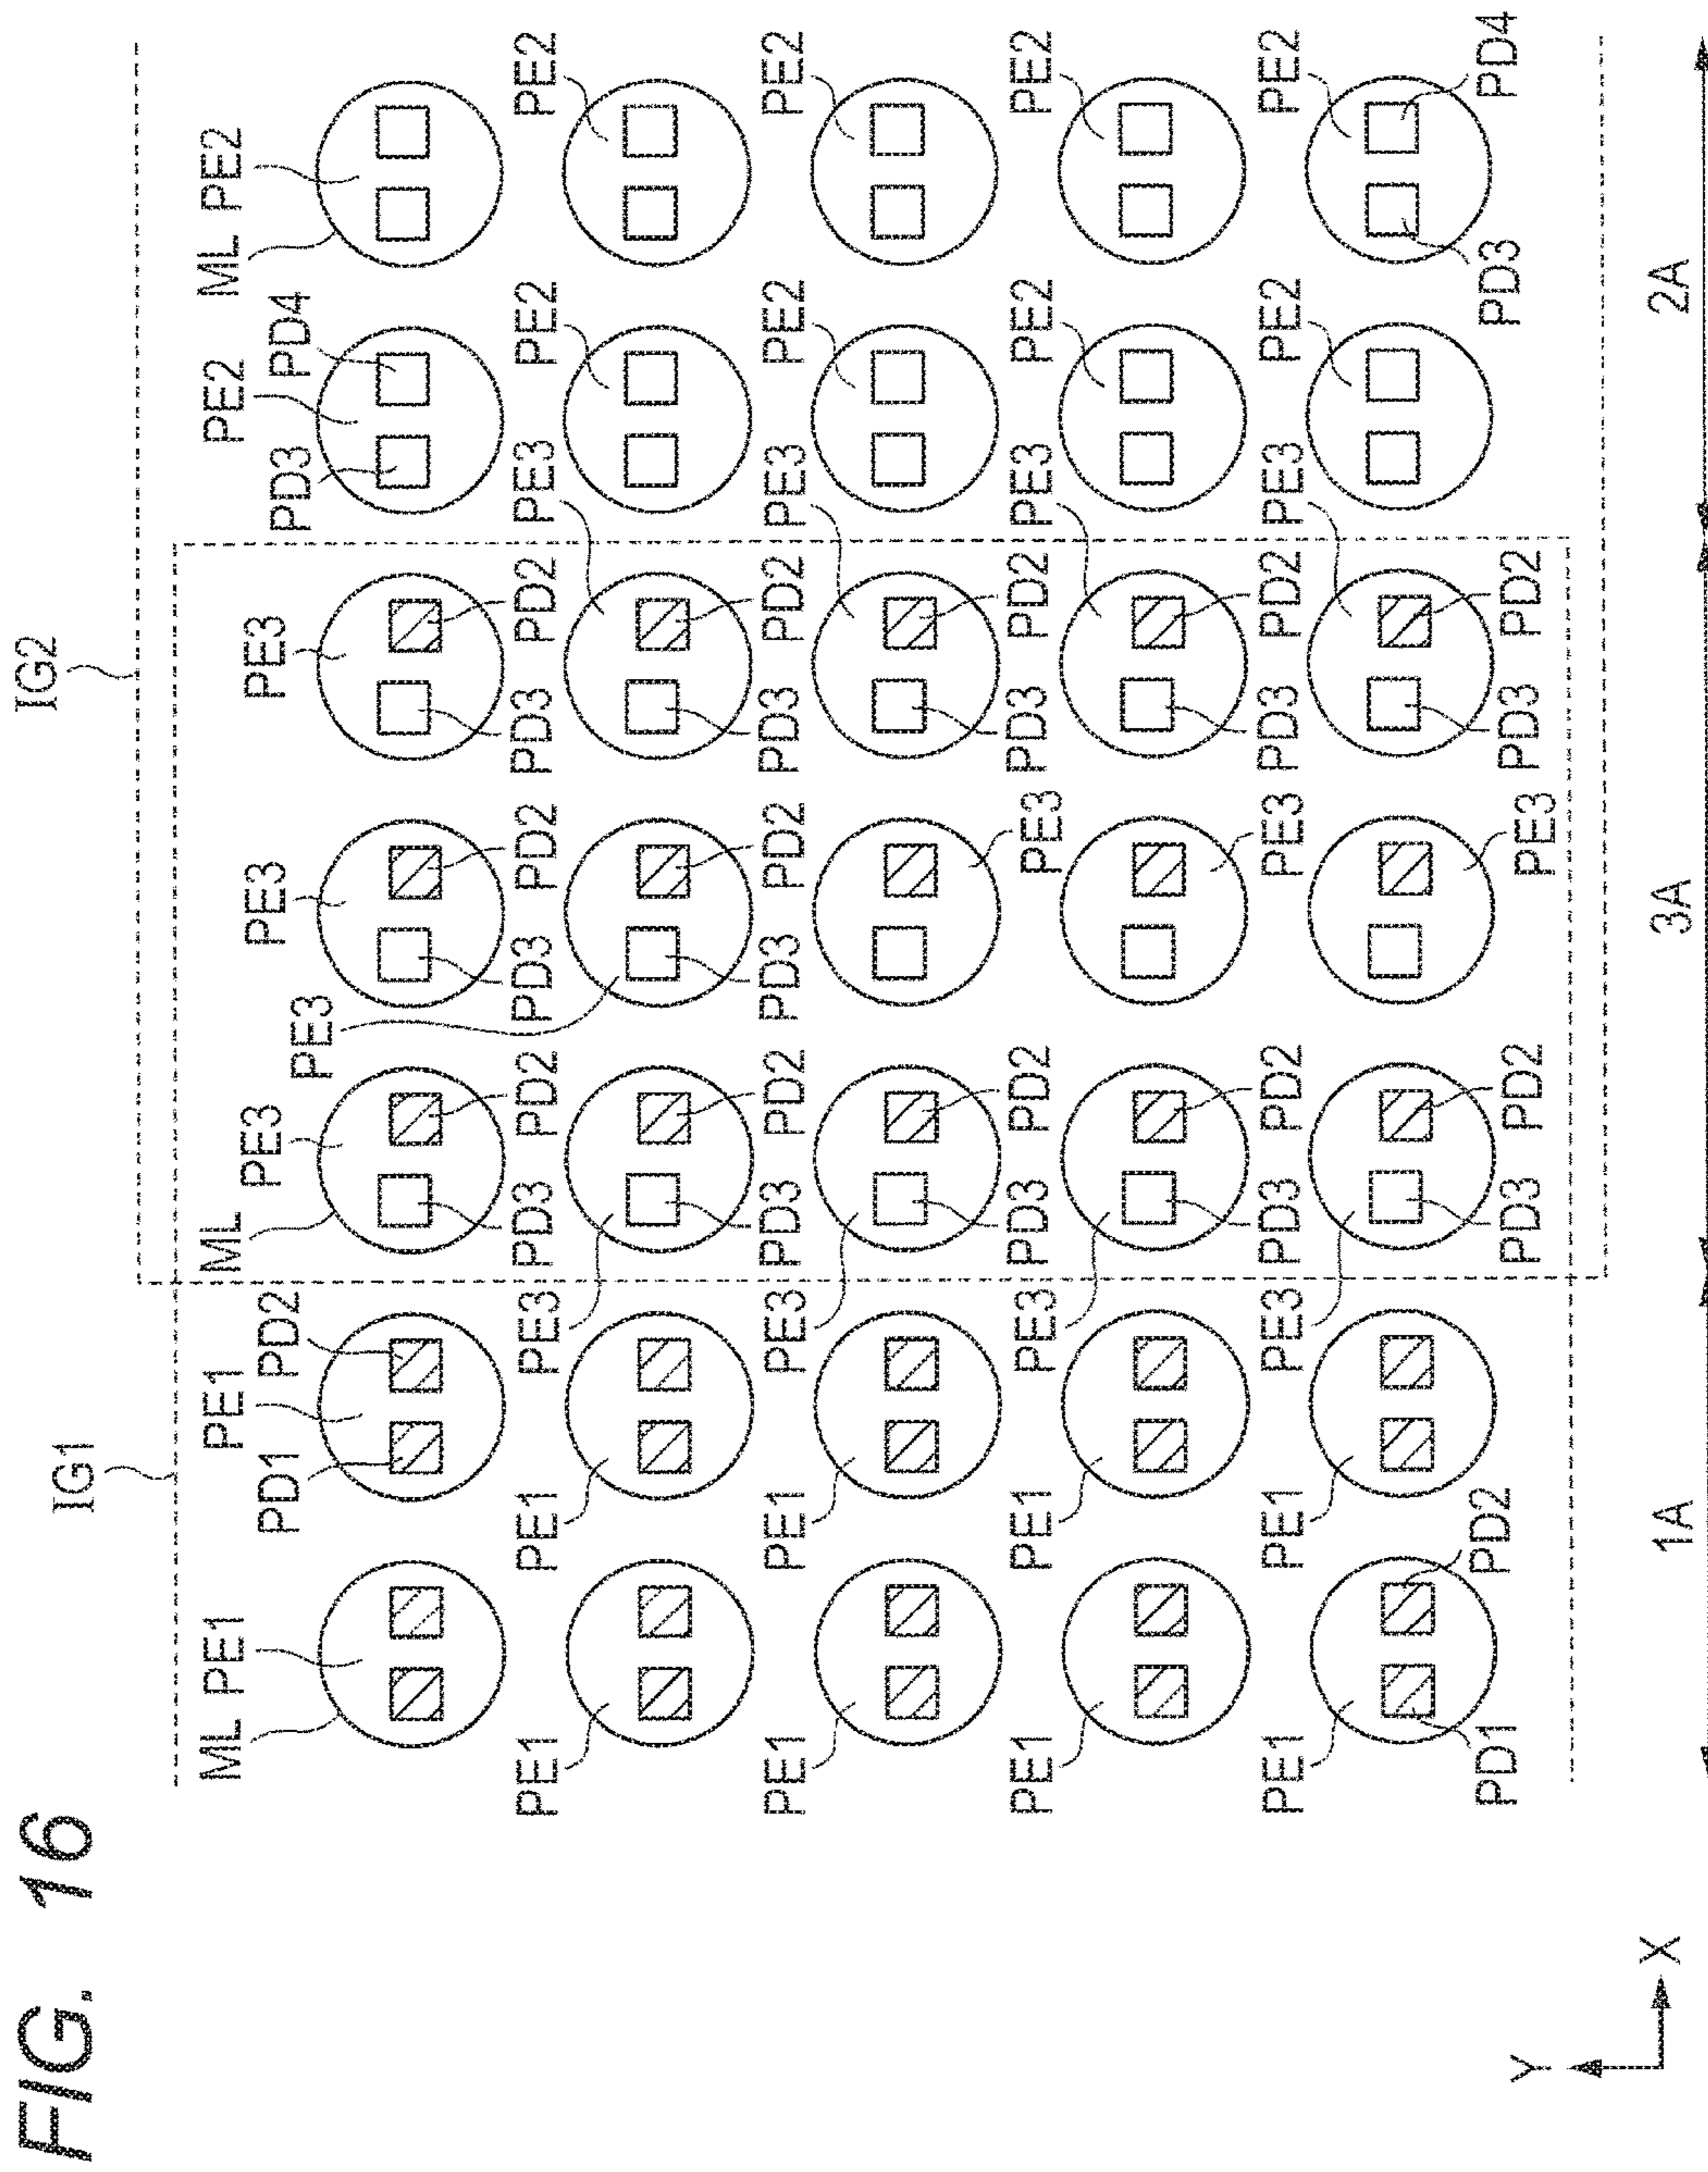 FIG. 16
IG1 IG2
ML PE1 PE1 ML PE3 PE3 PE3 PE2 ML PE2
PD1 PD2 PE3 PD3 PD4
PE1 PE1 PE3 PD3 PD2 PD3 PD2 PD3 PD2 PE3 PE2 PE2
PE1 PE1 PE3 PD3 PD2 PD3 PD2 PD3 PD2 PE3 PE2 PE2
PE1 PE1 PE3 PD3 PD2 PE3 PD3 PD2 PE3 PE2 PE2
PE1 PE1 PE3 PD3 PD2 PE3 PD3 PD2 PE3 PE2 PE2
PD1 PD2 PD3 PD2 PE3 PD3 PD2 PD3 PD4
Y
X
1A 3A 2A